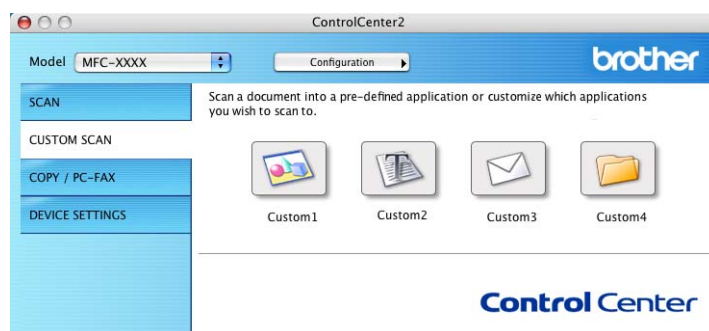 ControlCenter2
Model MFC-XXXX Configuration brother
SCAN
CUSTOM SCAN
COPY / PC-FAX
DEVICE SETTINGS
Scan a document into a pre-defined application or customize which applications
you wish to scan to.
Custom1 Custom2 Custom3 Custom4
Control Center